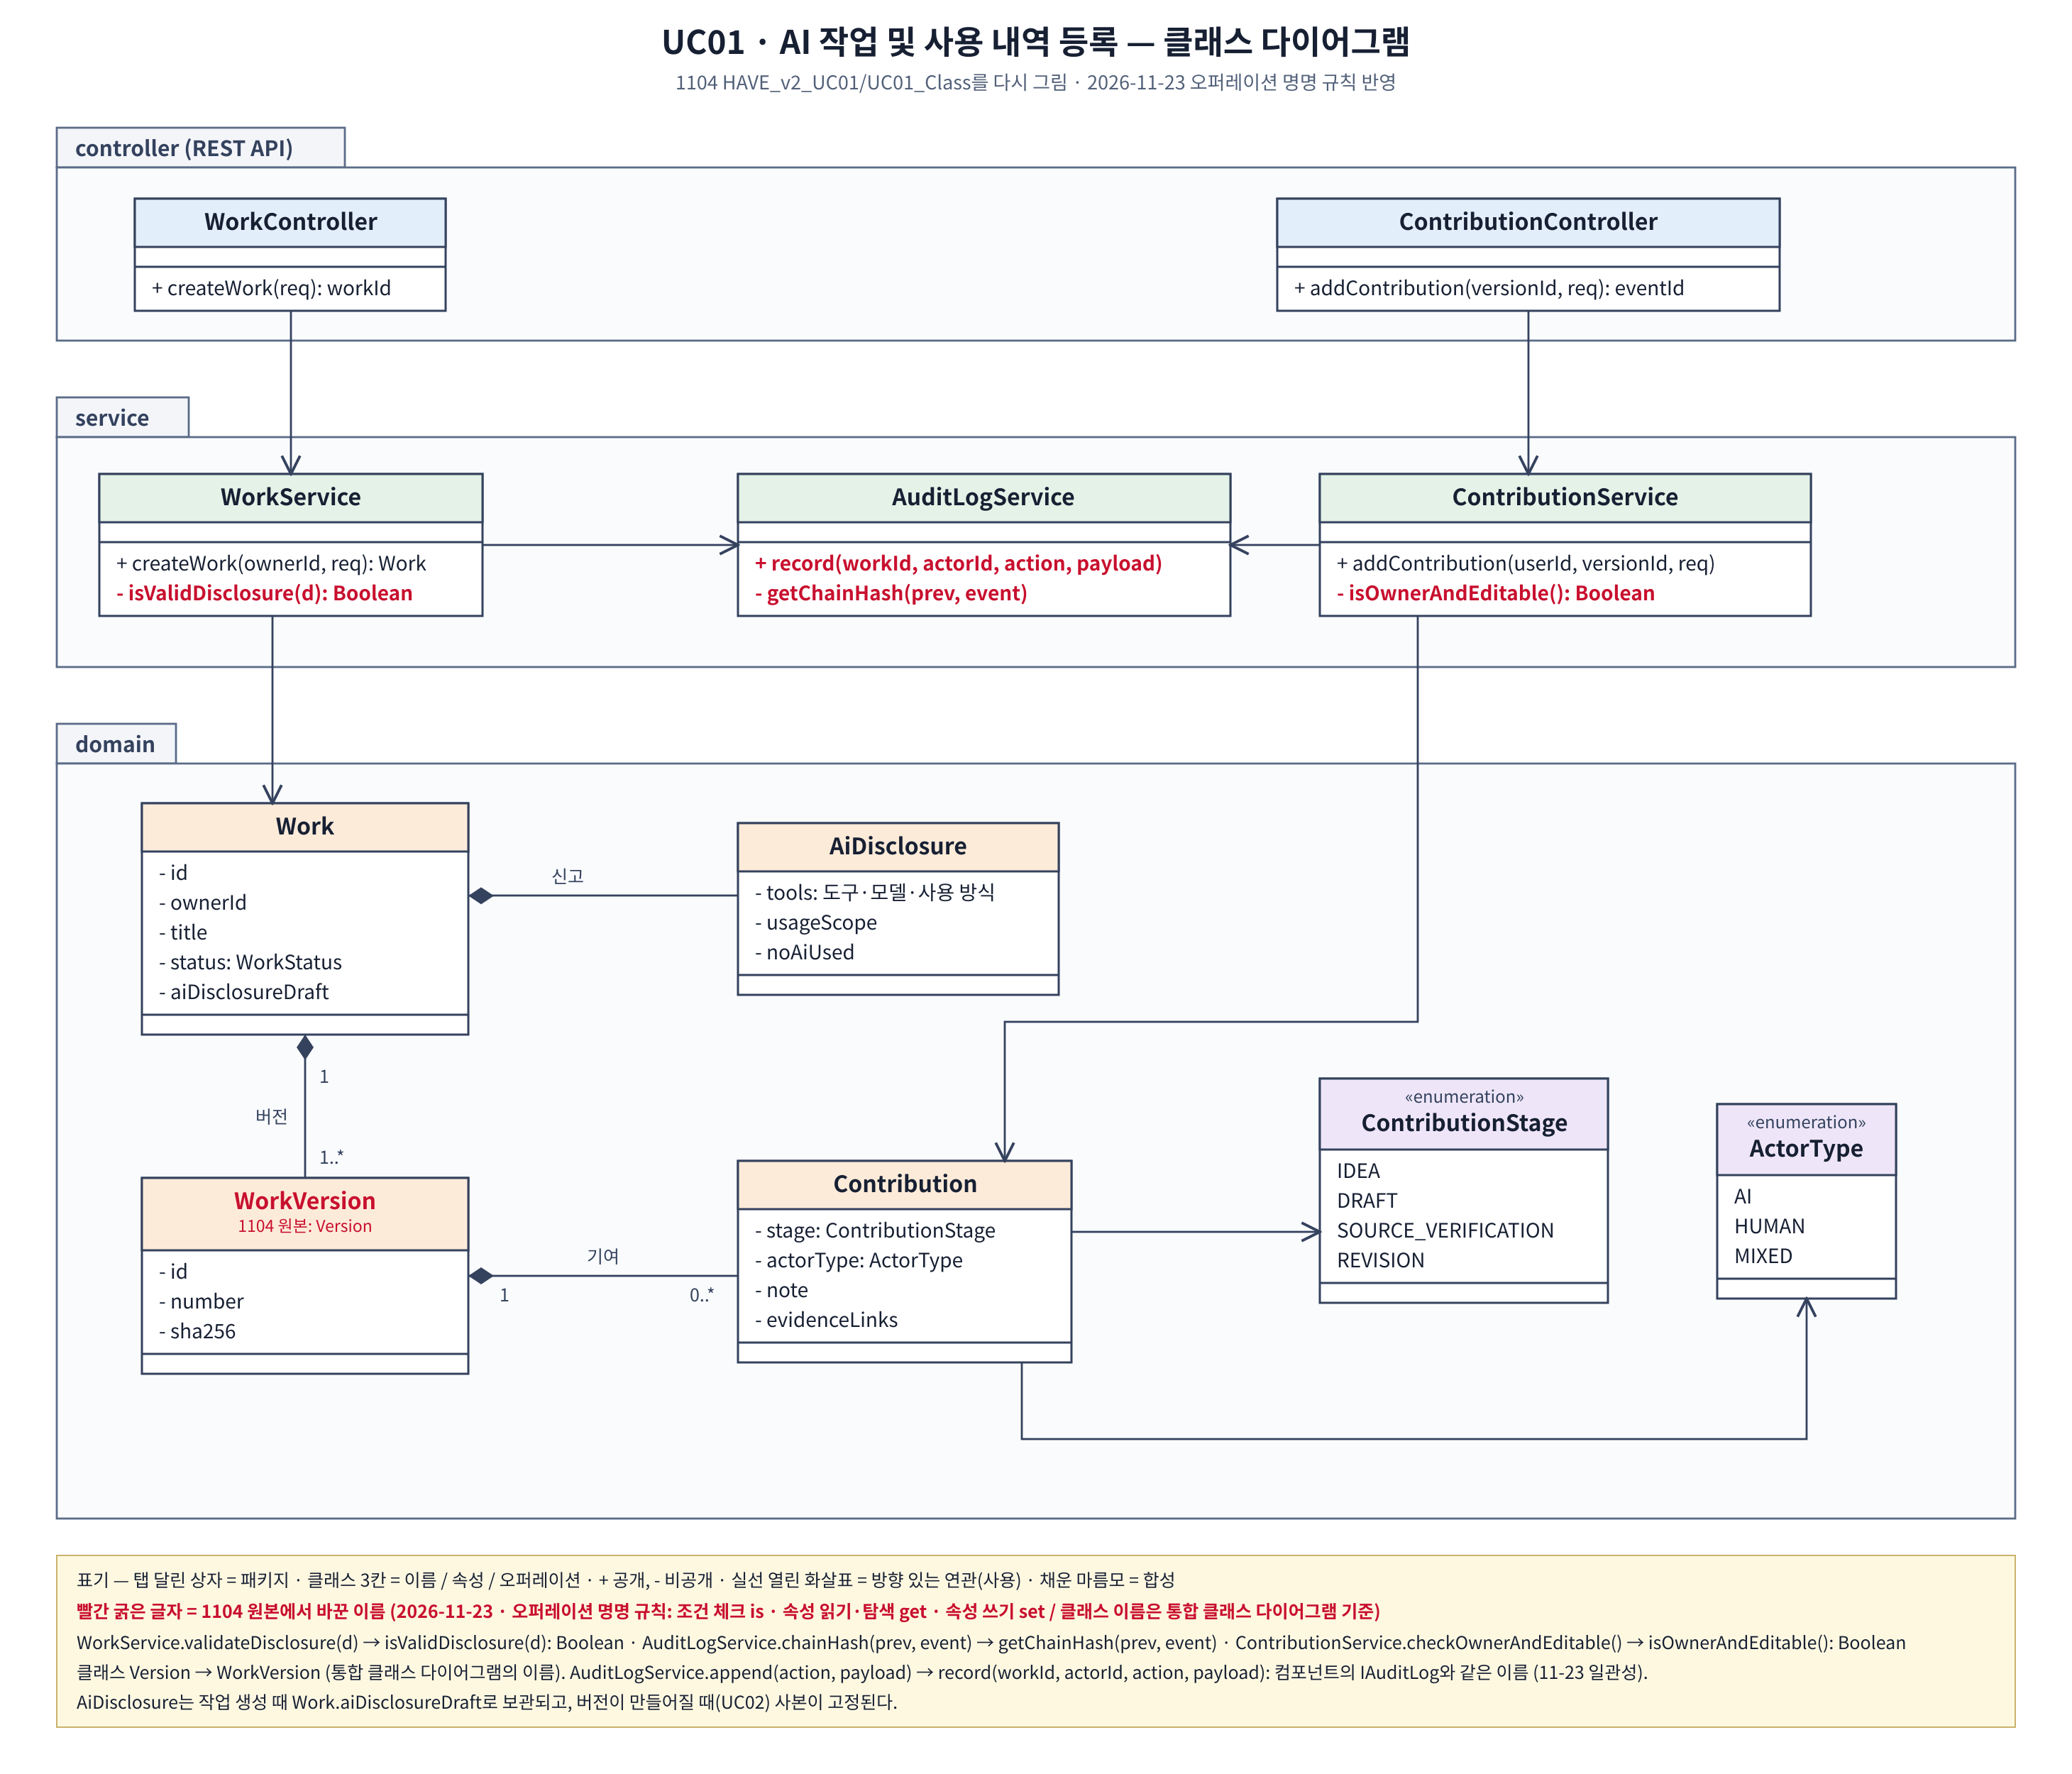 UC01 · AI 작업 및 사용 내역 등록 — 클래스 다이어그램
1104 HAVE_v2_UC01/UC01_Class를 다시 그림 · 2026-11-23 오퍼레이션 명명 규칙 반영
controller (REST API)
WorkController
+ createWork(req): workId
ContributionController
+ addContribution(versionId, req): eventId
service
WorkService
+ createWork(ownerId, req): Work
- isValidDisclosure(d): Boolean
AuditLogService
+ record(workId, actorId, action, payload)
- getChainHash(prev, event)
ContributionService
+ addContribution(userId, versionId, req)
- isOwnerAndEditable(): Boolean
domain
Work
- id
- ownerId
- title
- status: WorkStatus
- aiDisclosureDraft
신고
AiDisclosure
- tools: 도구·모델·사용 방식
- usageScope
- noAiUsed
1
버전
1..*
WorkVersion
1104 원본: Version
- id
- number
- sha256
기여
1
0..*
Contribution
- stage: ContributionStage
- actorType: ActorType
- note
- evidenceLinks
«enumeration»
ContributionStage
IDEA
DRAFT
SOURCE_VERIFICATION
REVISION
«enumeration»
ActorType
AI
HUMAN
MIXED
표기 — 탭 달린 상자 = 패키지 · 클래스 3칸 = 이름 / 속성 / 오퍼레이션 · + 공개, - 비공개 · 실선 열린 화살표 = 방향 있는 연관(사용) · 채운 마름모 = 합성
빨간 굵은 글자 = 1104 원본에서 바꾼 이름 (2026-11-23 · 오퍼레이션 명명 규칙: 조건 체크 is · 속성 읽기·탐색 get · 속성 쓰기 set / 클래스 이름은 통합 클래스 다이어그램 기준)
WorkService.validateDisclosure(d) → isValidDisclosure(d): Boolean · AuditLogService.chainHash(prev, event) → getChainHash(prev, event) · ContributionService.checkOwnerAndEditable() → isOwnerAndEditable(): Boolean
클래스 Version → WorkVersion (통합 클래스 다이어그램의 이름). AuditLogService.append(action, payload) → record(workId, actorId, action, payload): 컴포넌트의 IAuditLog와 같은 이름 (11-23 일관성).
AiDisclosure는 작업 생성 때 Work.aiDisclosureDraft로 보관되고, 버전이 만들어질 때(UC02) 사본이 고정된다.